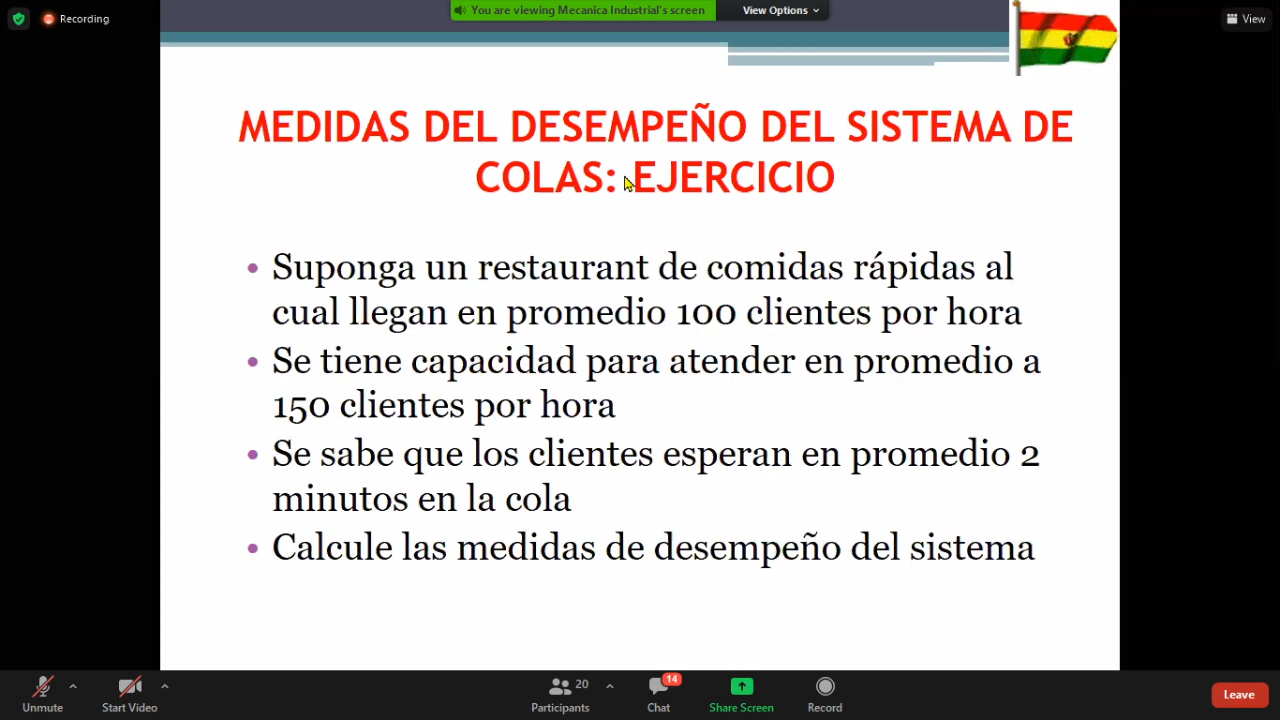 Recording
You are viewing Mecanica Industrial's screen
View Options
View
MEDIDAS DEL DESEMPEÑO DEL SISTEMA DE
COLAS: EJERCICIO
• Suponga un restaurant de comidas rápidas al
cual llegan en promedio 100 clientes por hora
• Se tiene capacidad para atender en promedio a
150 clientes por hora
• Se sabe que los clientes esperan en promedio 2
minutos en la cola
• Calcule las medidas de desempeño del sistema
Unmute
Start Video
20
Participants
14
Chat
Share Screen
Record
Leave